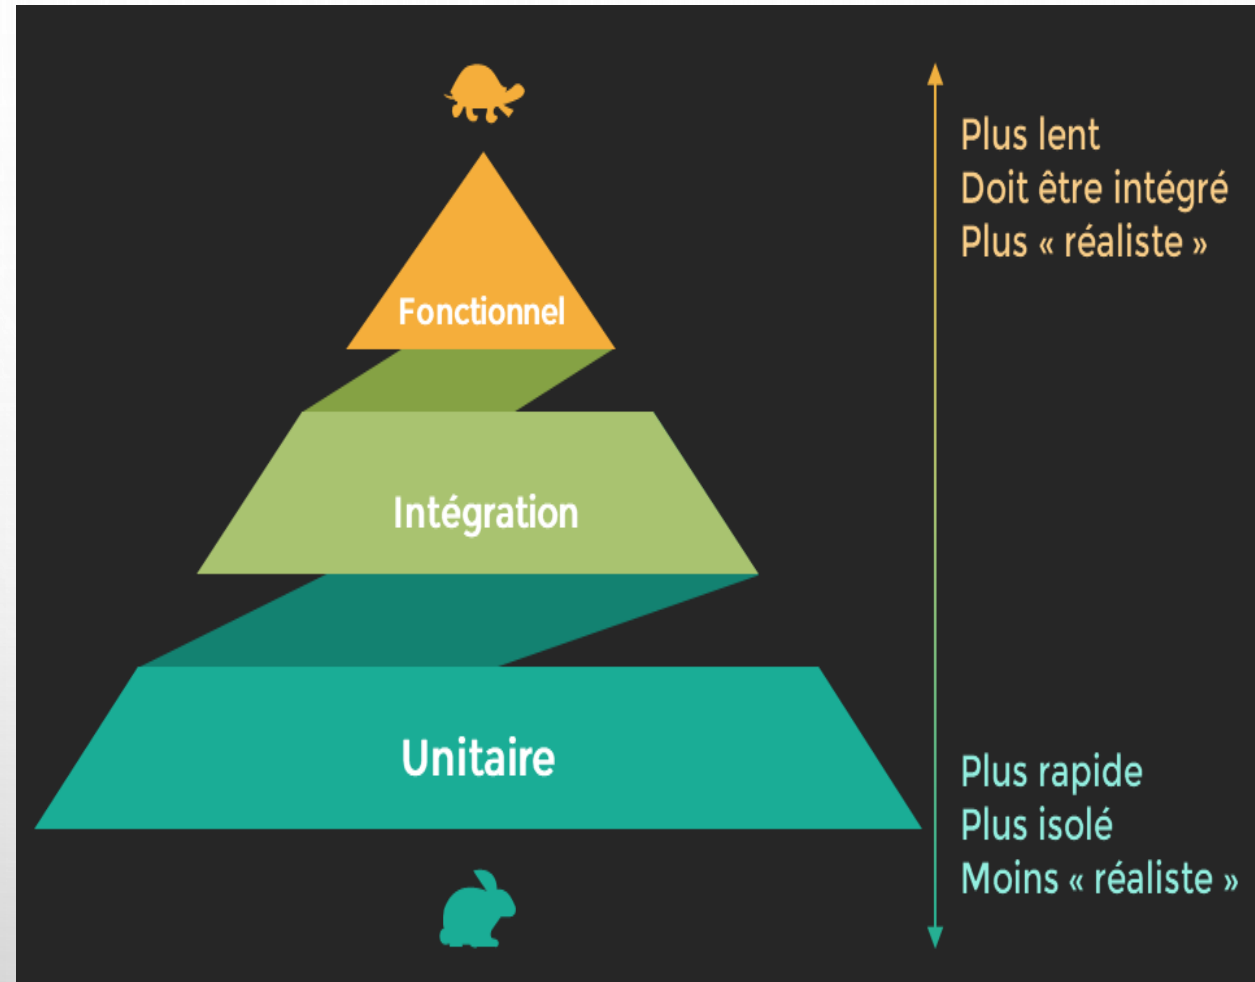 Plus lent
Doit être intégré
Plus « réaliste »
Fonctionnel
Intégration
Unitaire
Plus rapide
Plus isolé
Moins « réaliste »